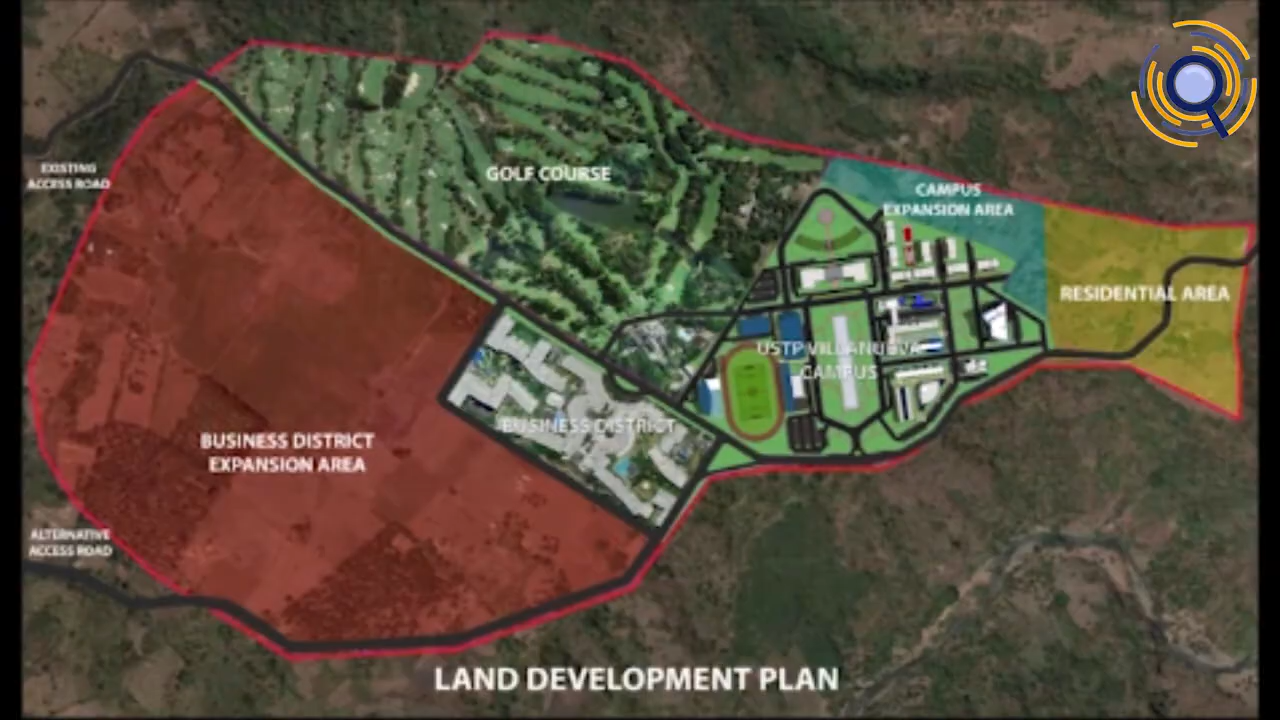 EXISTING
ACCESS ROAD
GOLF COURSE
CAMPUS
EXPANSION AREA
RESIDENTIAL AREA
USTP VILLANUEVA
CAMPUS
BUSINESS DISTRICT
BUSINESS DISTRICT
EXPANSION AREA
ALTERNATIVE
ACCESS ROAD
LAND DEVELOPMENT PLAN